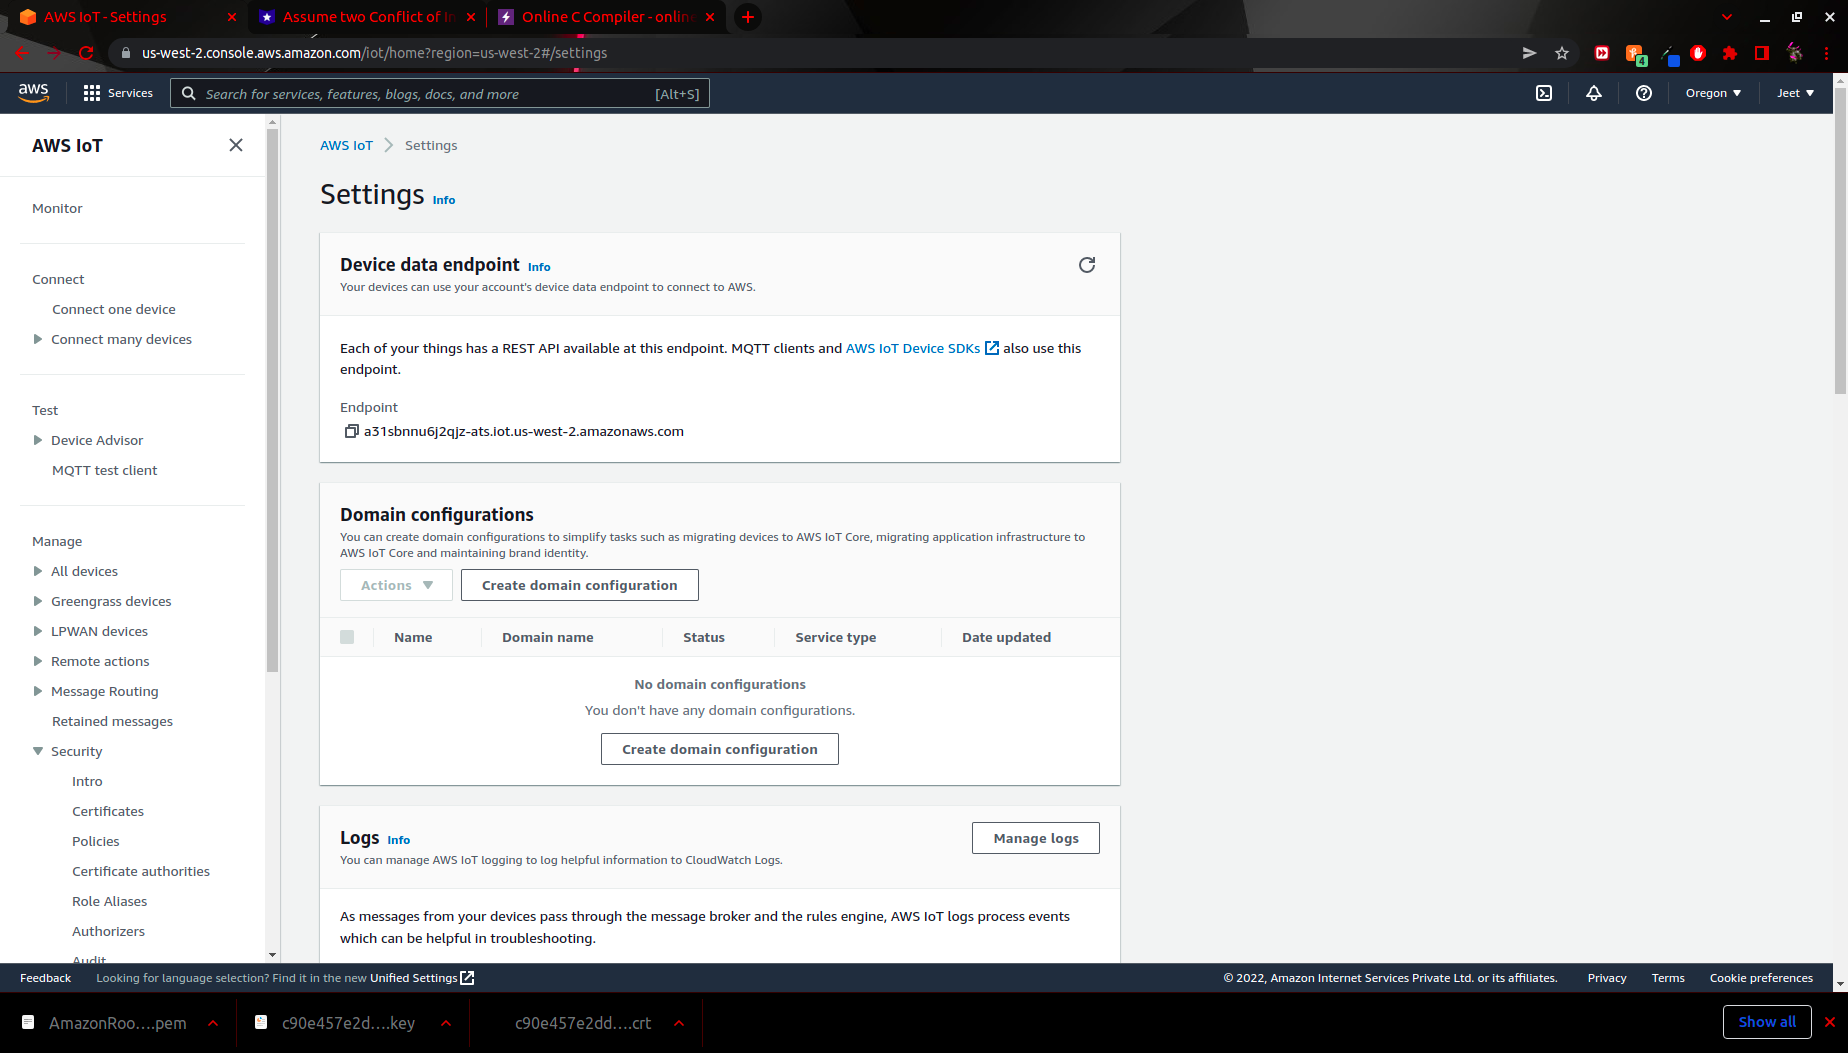 AWS IoT - Settings
Assume two Conflict of In
Online C Compiler - onlin
us-west-2.console.aws.amazon.com/iot/home?region=us-west-2#/settings
4
aws
Services
Search for services, features, blogs, docs, and more
[Alt+S]
Oregon
Jeet
AWS IoT
Monitor
Connect
Connect one device
Connect many devices
Test
Device Advisor
MQTT test client
Manage
All devices
Greengrass devices
LPWAN devices
Remote actions
Message Routing
Retained messages
Security
Intro
Certificates
Policies
Certificate authorities
Role Aliases
Authorizers
Audit
AWS IoT
Settings
Settings Info
Device data endpoint Info
Your devices can use your account's device data endpoint to connect to AWS.
Each of your things has a REST API available at this endpoint. MQTT clients and AWS IoT Device SDKs also use this
endpoint.
Endpoint
a31sbnnu6j2qjz-ats.iot.us-west-2.amazonaws.com
Domain configurations
You can create domain configurations to simplify tasks such as migrating devices to AWS IoT Core, migrating application infrastructure to
AWS IoT Core and maintaining brand identity.
Actions
Create domain configuration
Name
Domain name
Status
Service type
Date updated
No domain configurations
You don't have any domain configurations.
Create domain configuration
Logs Info
You can manage AWS IoT logging to log helpful information to CloudWatch Logs.
Manage logs
As messages from your devices pass through the message broker and the rules engine, AWS IoT logs process events
which can be helpful in troubleshooting.
Feedback
Looking for language selection? Find it in the new Unified Settings
© 2022, Amazon Internet Services Private Ltd. or its affiliates.
Privacy
Terms
Cookie preferences
AmazonRoo....pem
c90e457e2d....key
c90e457e2dd....crt
Show all